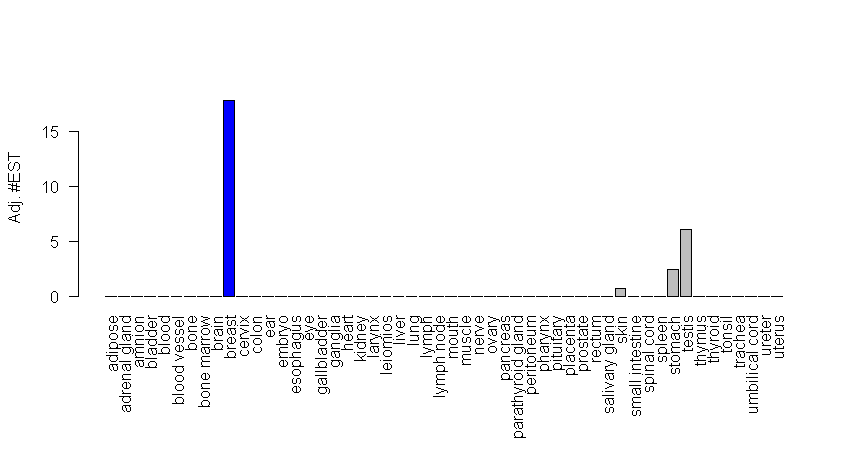 Adj. #EST
15
10
5
0
adipose
adrenal gland
amnion
bladder
blood
blood vessel
bone
bone marrow
brain
breast
cervix
colon
ear
embryo
esophagus
eye
gallbladder
ganglia
heart
kidney
larynx
leiomios
liver
lung
lymph
lymph node
mouth
muscle
nerve
ovary
pancreas
parathyroid gland
peritoneum
pharynx
pituitary
placenta
prostate
rectum
salivary gland
skin
small intestine
spinal cord
spleen
stomach
testis
thymus
thyroid
tonsil
trachea
umbilical cord
ureter
uterus